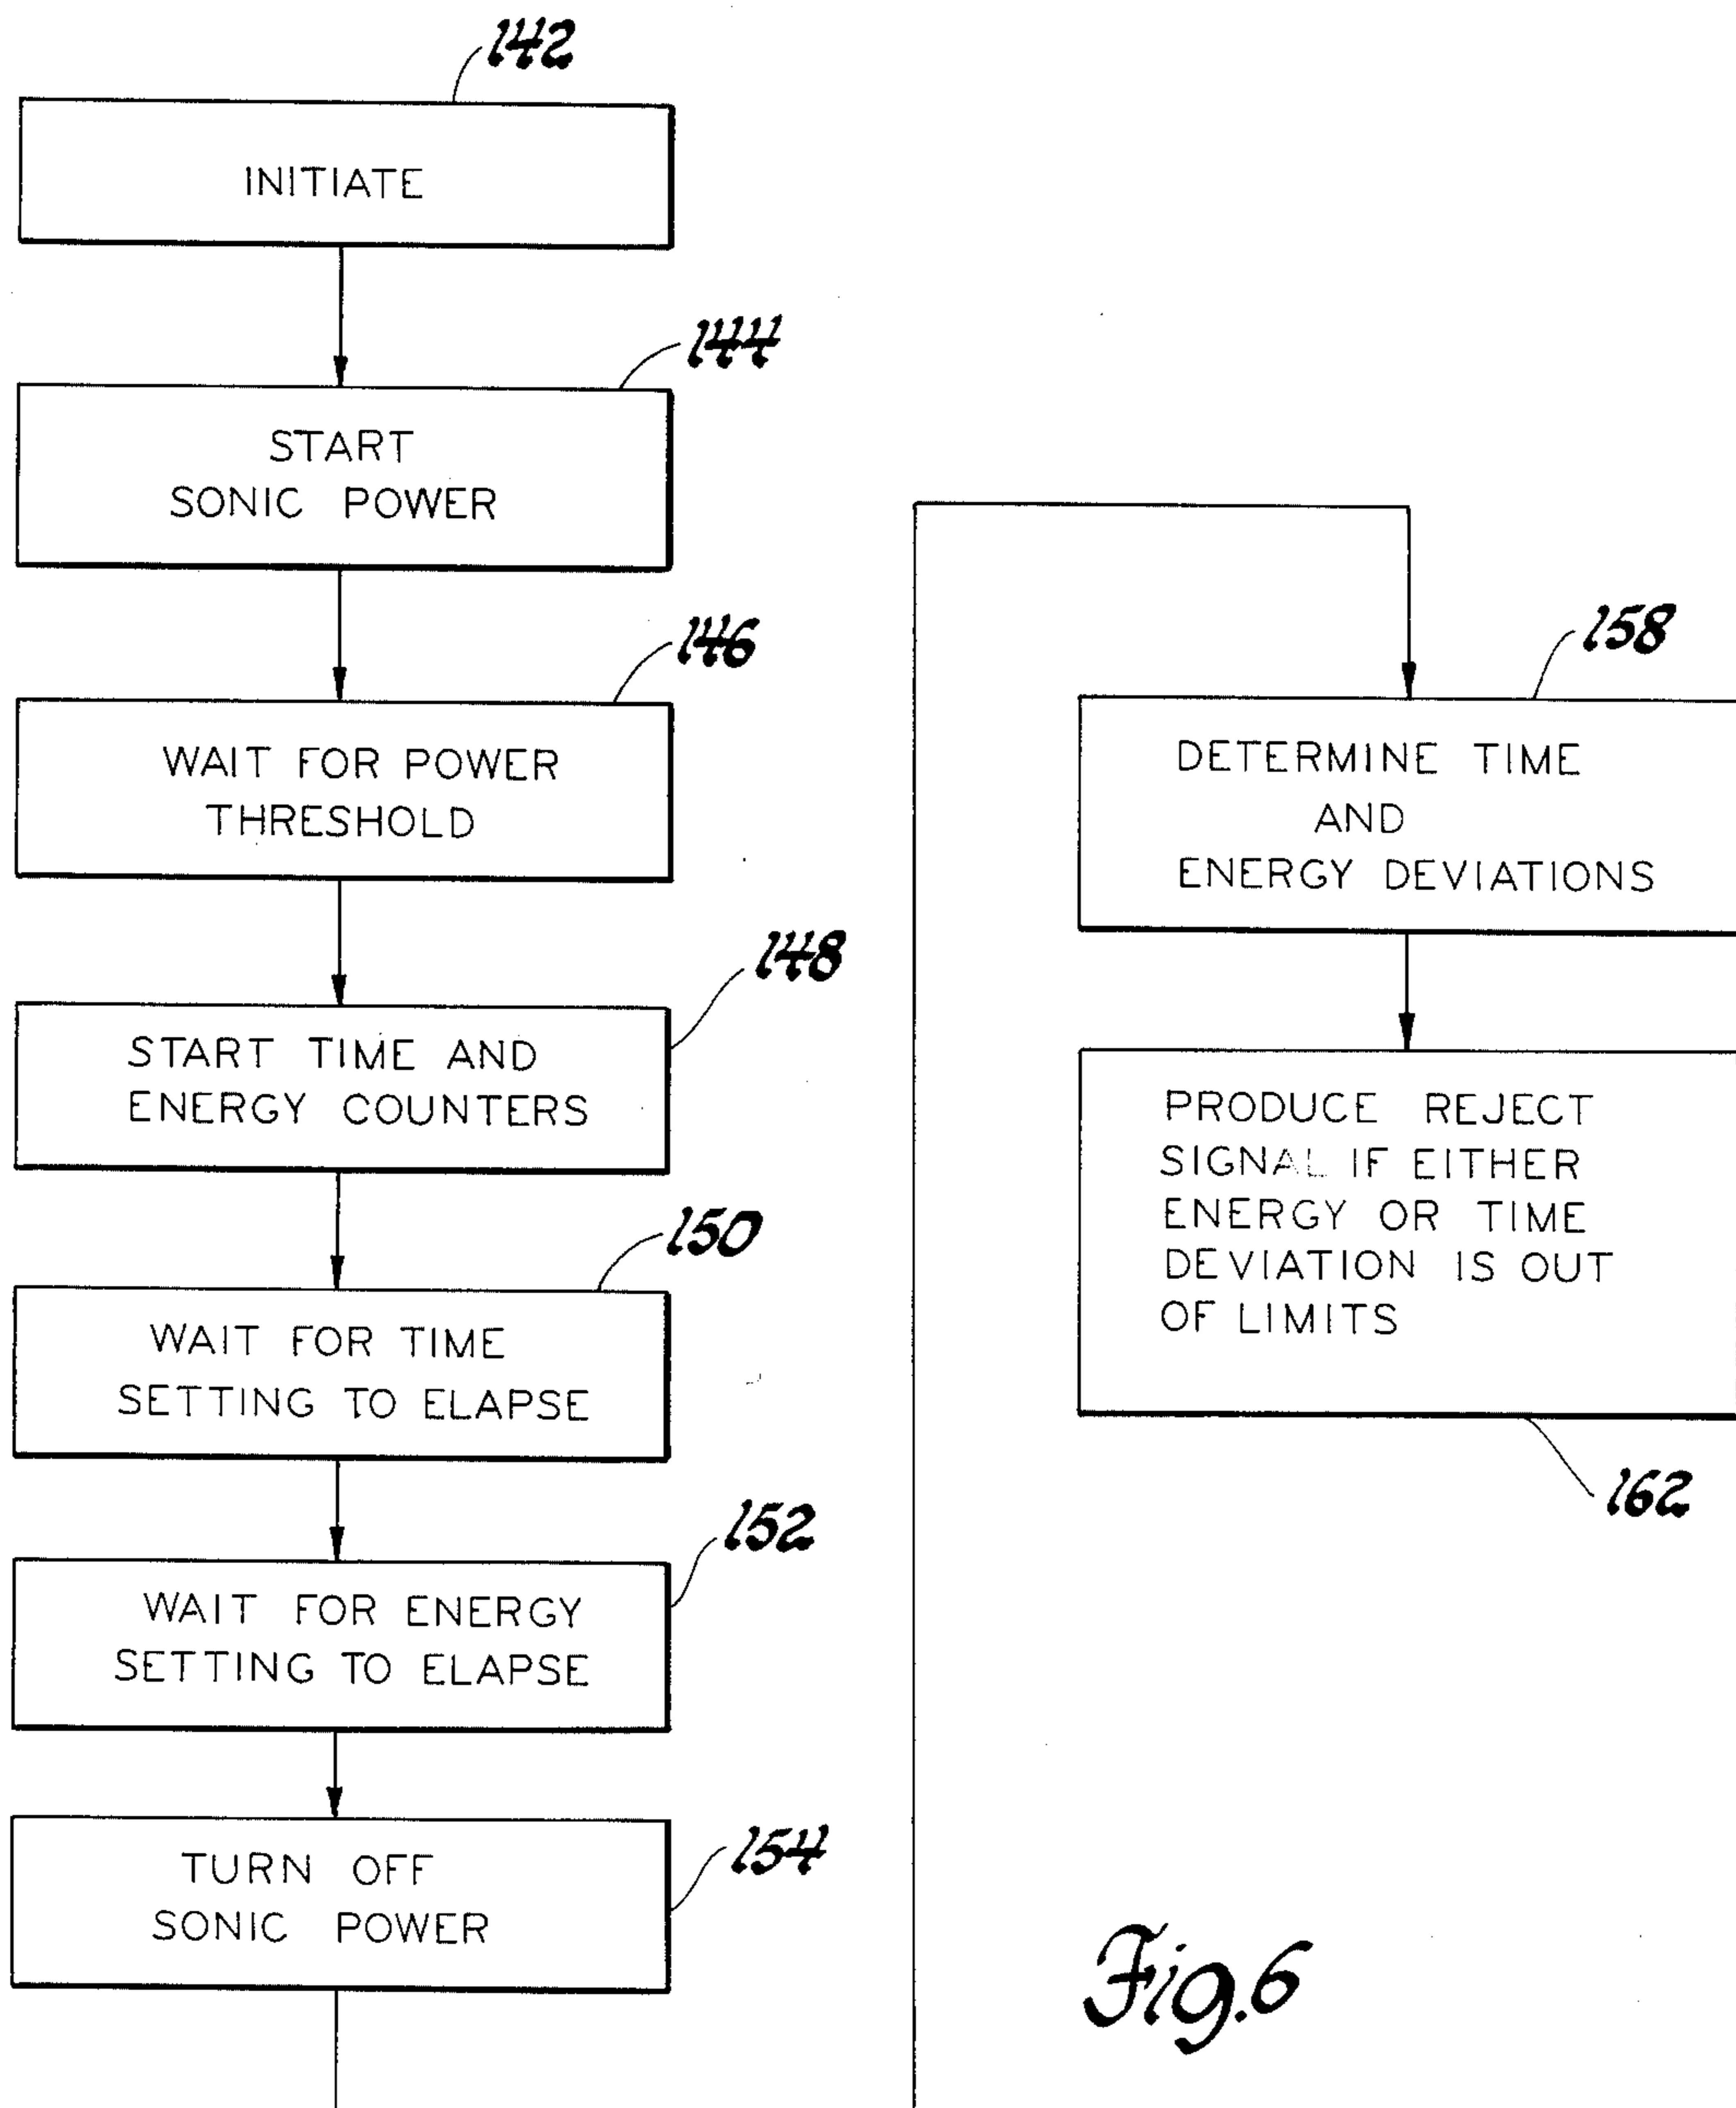 142
INITIATE
144
START
SONIC POWER
146
WAIT FOR POWER
THRESHOLD
148
START TIME AND
ENERGY COUNTERS
150
WAIT FOR TIME
SETTING TO ELAPSE
152
WAIT FOR ENERGY
SETTING TO ELAPSE
154
TURN OFF
SONIC POWER
158
DETERMINE TIME
AND
ENERGY DEVIATIONS
PRODUCE REJECT
SIGNAL IF EITHER
ENERGY OR TIME
DEVIATION IS OUT
OF LIMITS
162
Fig.6